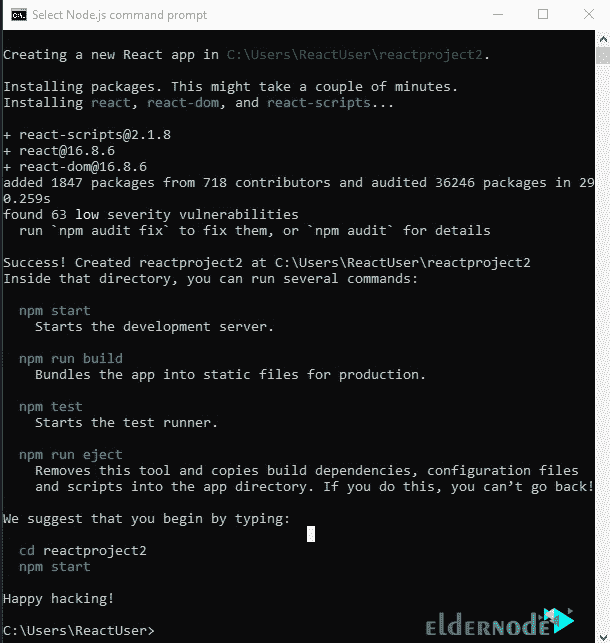 Select Node.js command prompt
Creating a new React app in C:\Users\ReactUser\reactproject2.
Installing packages. This might take a couple of minutes.
Installing react, react-dom, and react-scripts...
+ react-scripts@2.1.8
+ react@16.8.6
+ react-dom@16.8.6
added 1847 packages from 718 contributors and audited 36246 packages in 29
0.259s
found 63 low severity vulnerabilities
run `npm audit fix` to fix them, or `npm audit` for details
Success! Created reactproject2 at C:\Users\ReactUser\reactproject2
Inside that directory, you can run several commands:
npm start
Starts the development server.
npm run build
Bundles the app into static files for production.
npm test
Starts the test runner.
npm run eject
Removes this tool and copies build dependencies, configuration files
and scripts into the app directory. If you do this, you can’t go back!
We suggest that you begin by typing:
cd reactproject2
npm start
Happy hacking!
C:\Users\ReactUser>
eldernode